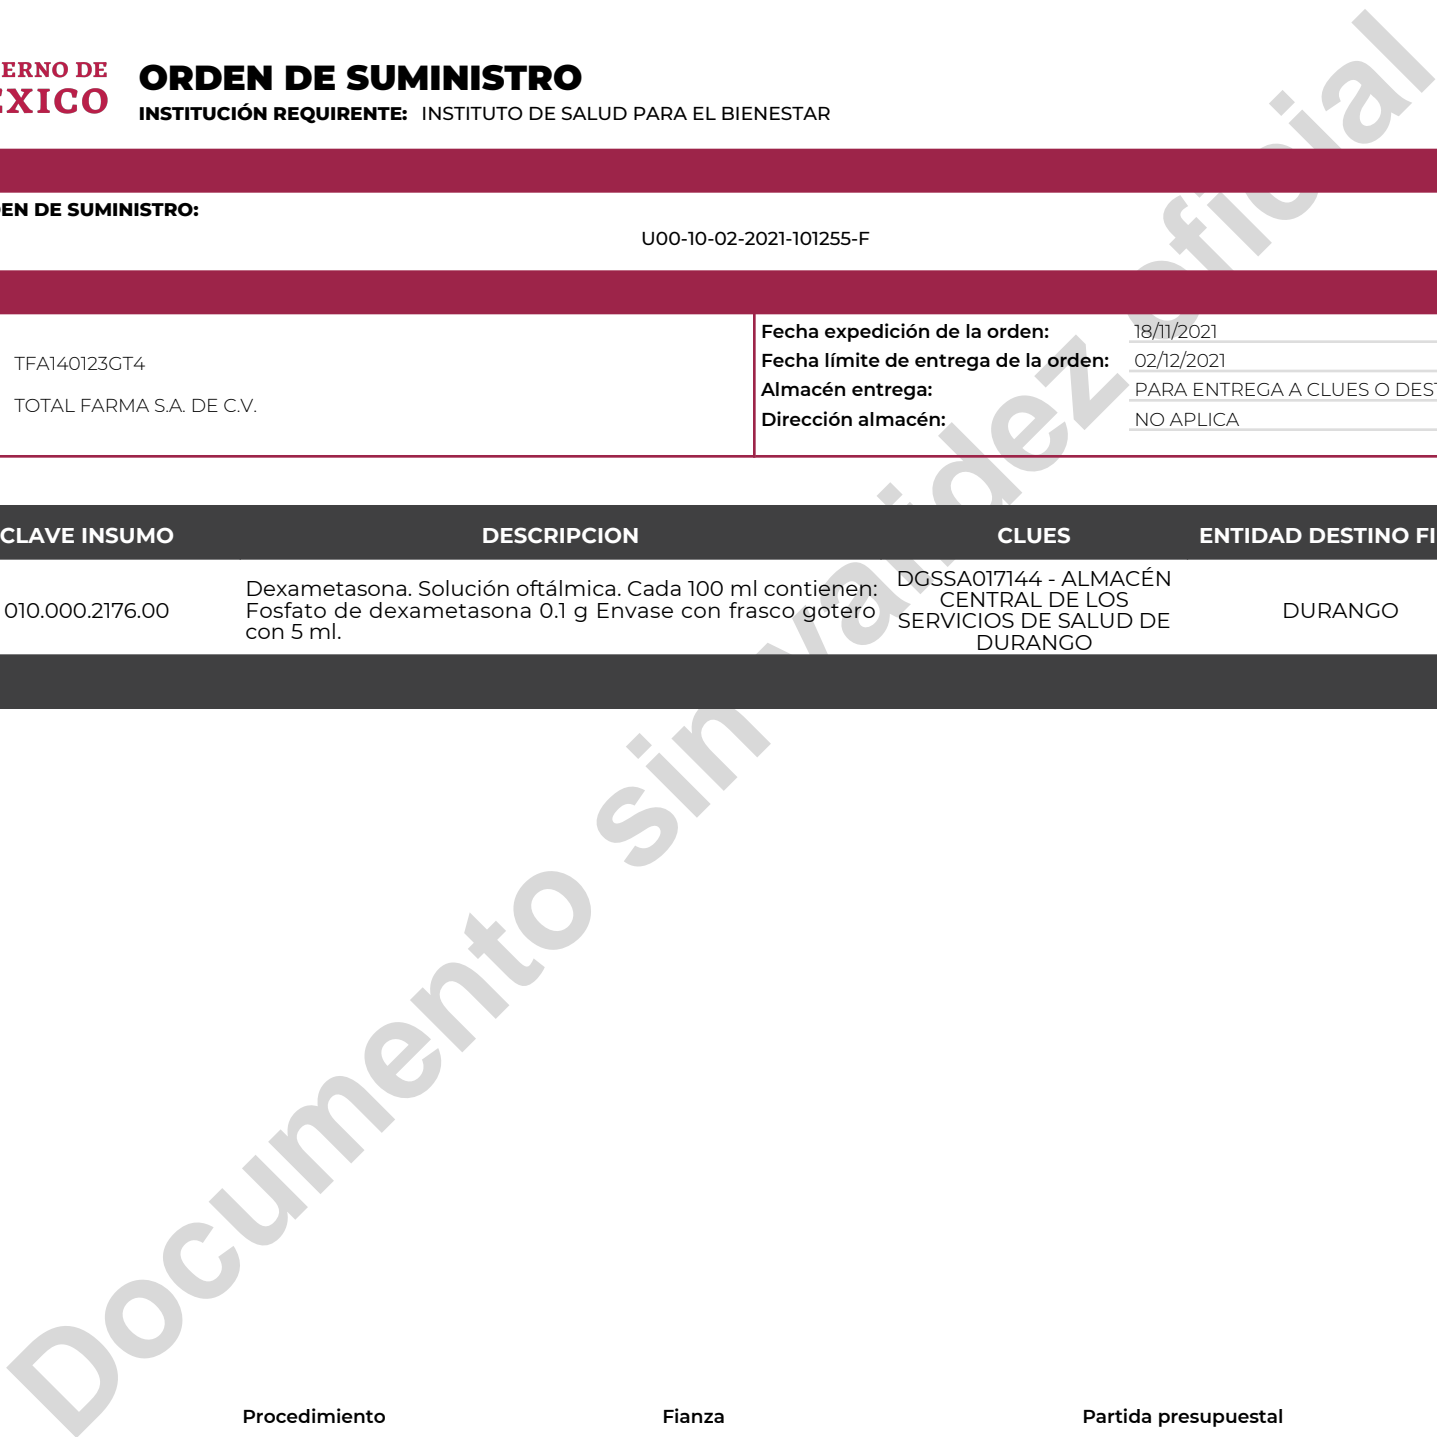 ERNO DE
ÉXICO
ORDEN DE SUMINISTRO
INSTITUCIÓN REQUIRENTE: INSTITUTO DE SALUD PARA EL BIENESTAR
EN DE SUMINISTRO:
U00-10-02-2021-101255-F
TFA140123GT4
TOTAL FARMA S.A. DE C.V.
Fecha expedición de la orden: 18/11/2021
Fecha límite de entrega de la orden: 02/12/2021
Almacén entrega: PARA ENTREGA A CLUES O DEST
Dirección almacén: NO APLICA
CLAVE INSUMO DESCRIPCION CLUES ENTIDAD DESTINO FI
010.000.2176.00
Dexametasona. Solución oftálmica. Cada 100 ml contienen:
Fosfato de dexametasona 0.1 g Envase con frasco gotero
con 5 ml.
DGSSA017144 - ALMACÉN
CENTRAL DE LOS
SERVICIOS DE SALUD DE
DURANGO
DURANGO
Documento sin validez oficial
Procedimiento Fianza Partida presupuestal